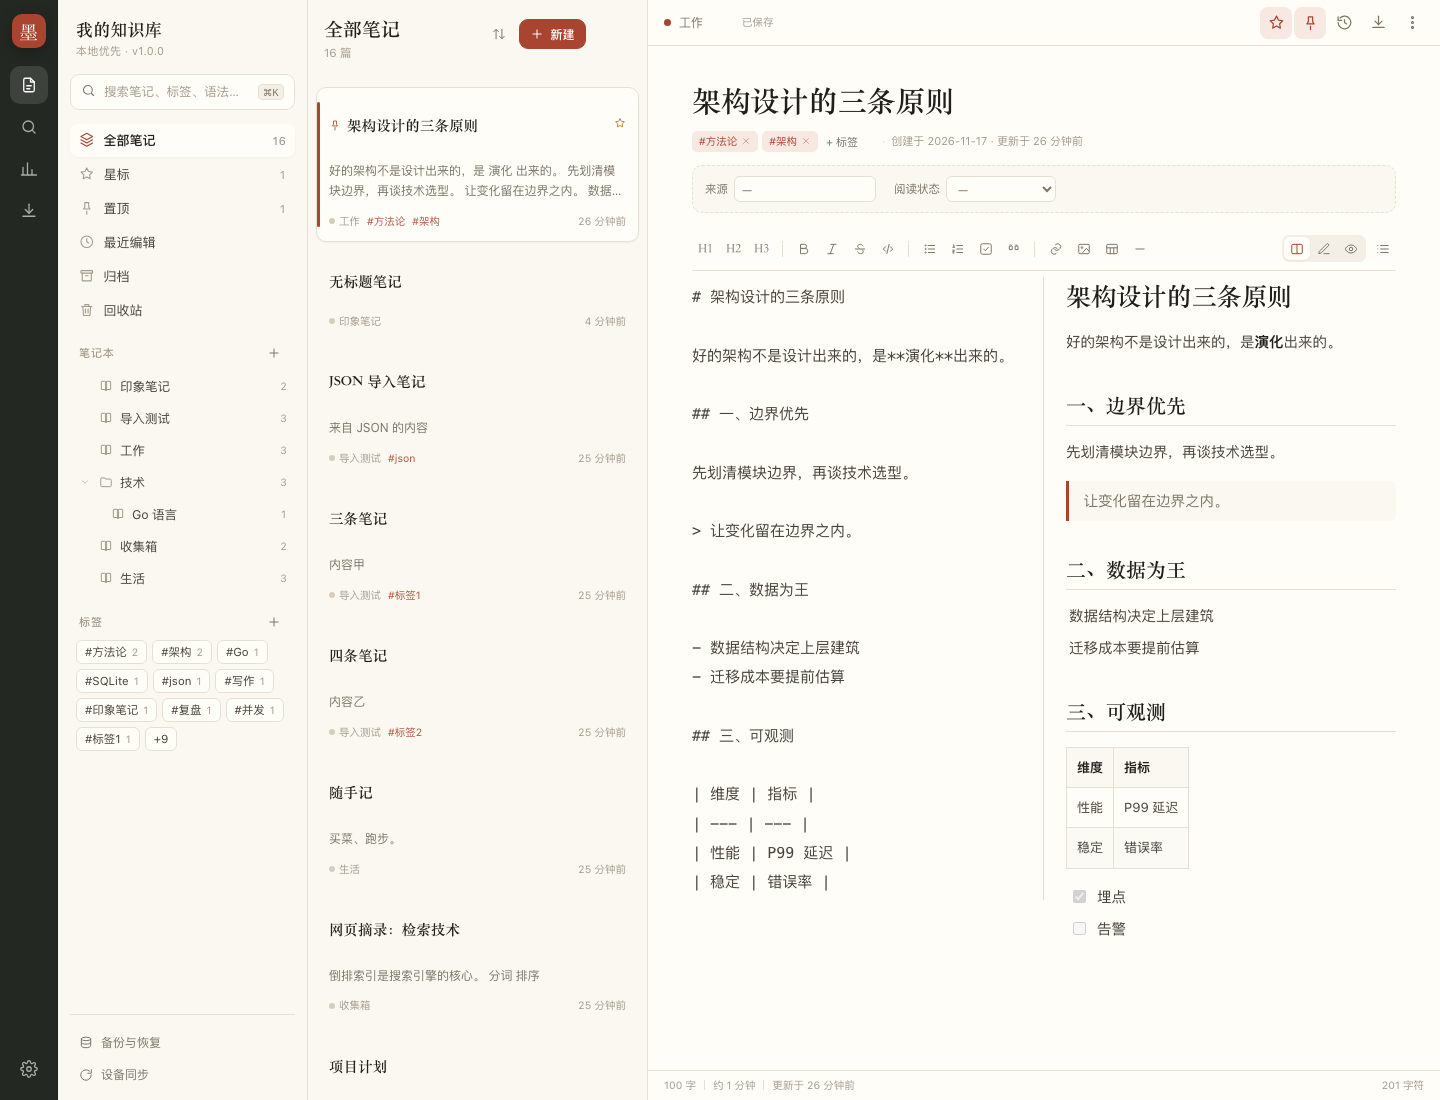 墨
我的知识库
本地优先 · v1.0.0
搜索笔记、标签、语法... ⌘K
全部笔记 16
星标 1
置顶 1
最近编辑
归档
回收站
笔记本
印象笔记 2
导入测试 3
工作 3
技术 3
Go 语言 1
收集箱 2
生活 3
标签
#方法论 2 #架构 2 #Go 1
#SQLite 1 #json 1 #写作 1
#印象笔记 1 #复盘 1 #并发 1
#标签1 1 +9
备份与恢复
设备同步
全部笔记
16 篇
新建
架构设计的三条原则
好的架构不是设计出来的，是 演化 出来的。 先划清模
块边界，再谈技术选型。 让变化留在边界之内。 数据...
工作 #方法论 #架构 26 分钟前
无标题笔记
印象笔记 4 分钟前
JSON 导入笔记
来自 JSON 的内容
导入测试 #json 25 分钟前
三条笔记
内容甲
导入测试 #标签1 25 分钟前
四条笔记
内容乙
导入测试 #标签2 25 分钟前
随手记
买菜、跑步。
生活 25 分钟前
网页摘录：检索技术
倒排索引是搜索引擎的核心。 分词 排序
收集箱 25 分钟前
项目计划
工作 已保存
架构设计的三条原则
#方法论 × #架构 × + 标签 · 创建于 2026-11-17 · 更新于 26 分钟前
来源 — 阅读状态 —
H1 H2 H3 B I S
# 架构设计的三条原则
好的架构不是设计出来的，是**演化**出来的。
## 一、边界优先
先划清模块边界，再谈技术选型。
> 让变化留在边界之内。
## 二、数据为王
- 数据结构决定上层建筑
- 迁移成本要提前估算
## 三、可观测
| 维度 | 指标 |
| --- | --- |
| 性能 | P99 延迟 |
| 稳定 | 错误率 |
架构设计的三条原则
好的架构不是设计出来的，是演化出来的。
一、边界优先
先划清模块边界，再谈技术选型。
让变化留在边界之内。
二、数据为王
数据结构决定上层建筑
迁移成本要提前估算
三、可观测
维度 指标
性能 P99 延迟
稳定 错误率
埋点
告警
100 字 约 1 分钟 更新于 26 分钟前
201 字符